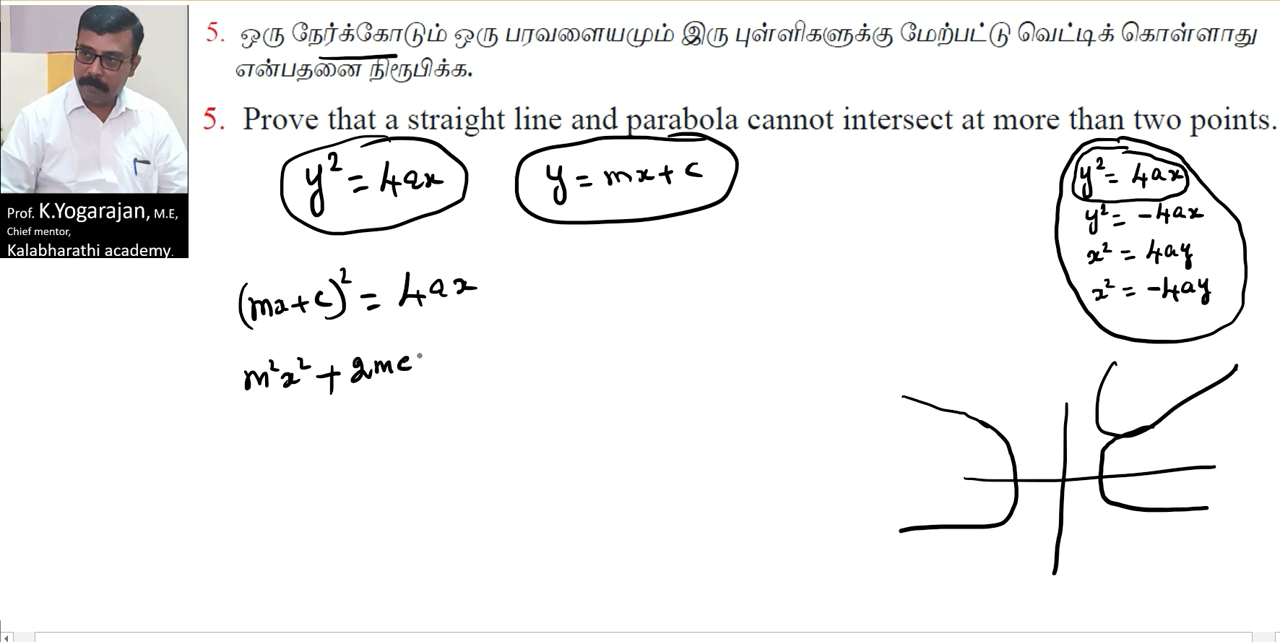 5. ஒரு நேர்க்கோடும் ஒரு பரவளையமும் இரு புள்ளிகளுக்கு மேற்பட்டு வெட்டிக் கொள்ளாது
என்பதனை நிரூபிக்க.
5. Prove that a straight line and parabola cannot intersect at more than two points.
y² = 4ax
y = mx + c
y² = 4ax
y² = -4ax
x² = 4ay
x² = -4ay
Prof. K.Yogarajan, M.E,
Chief mentor,
Kalabharathi academy.
(mx+c)² = 4ax
m²x² + 2mc